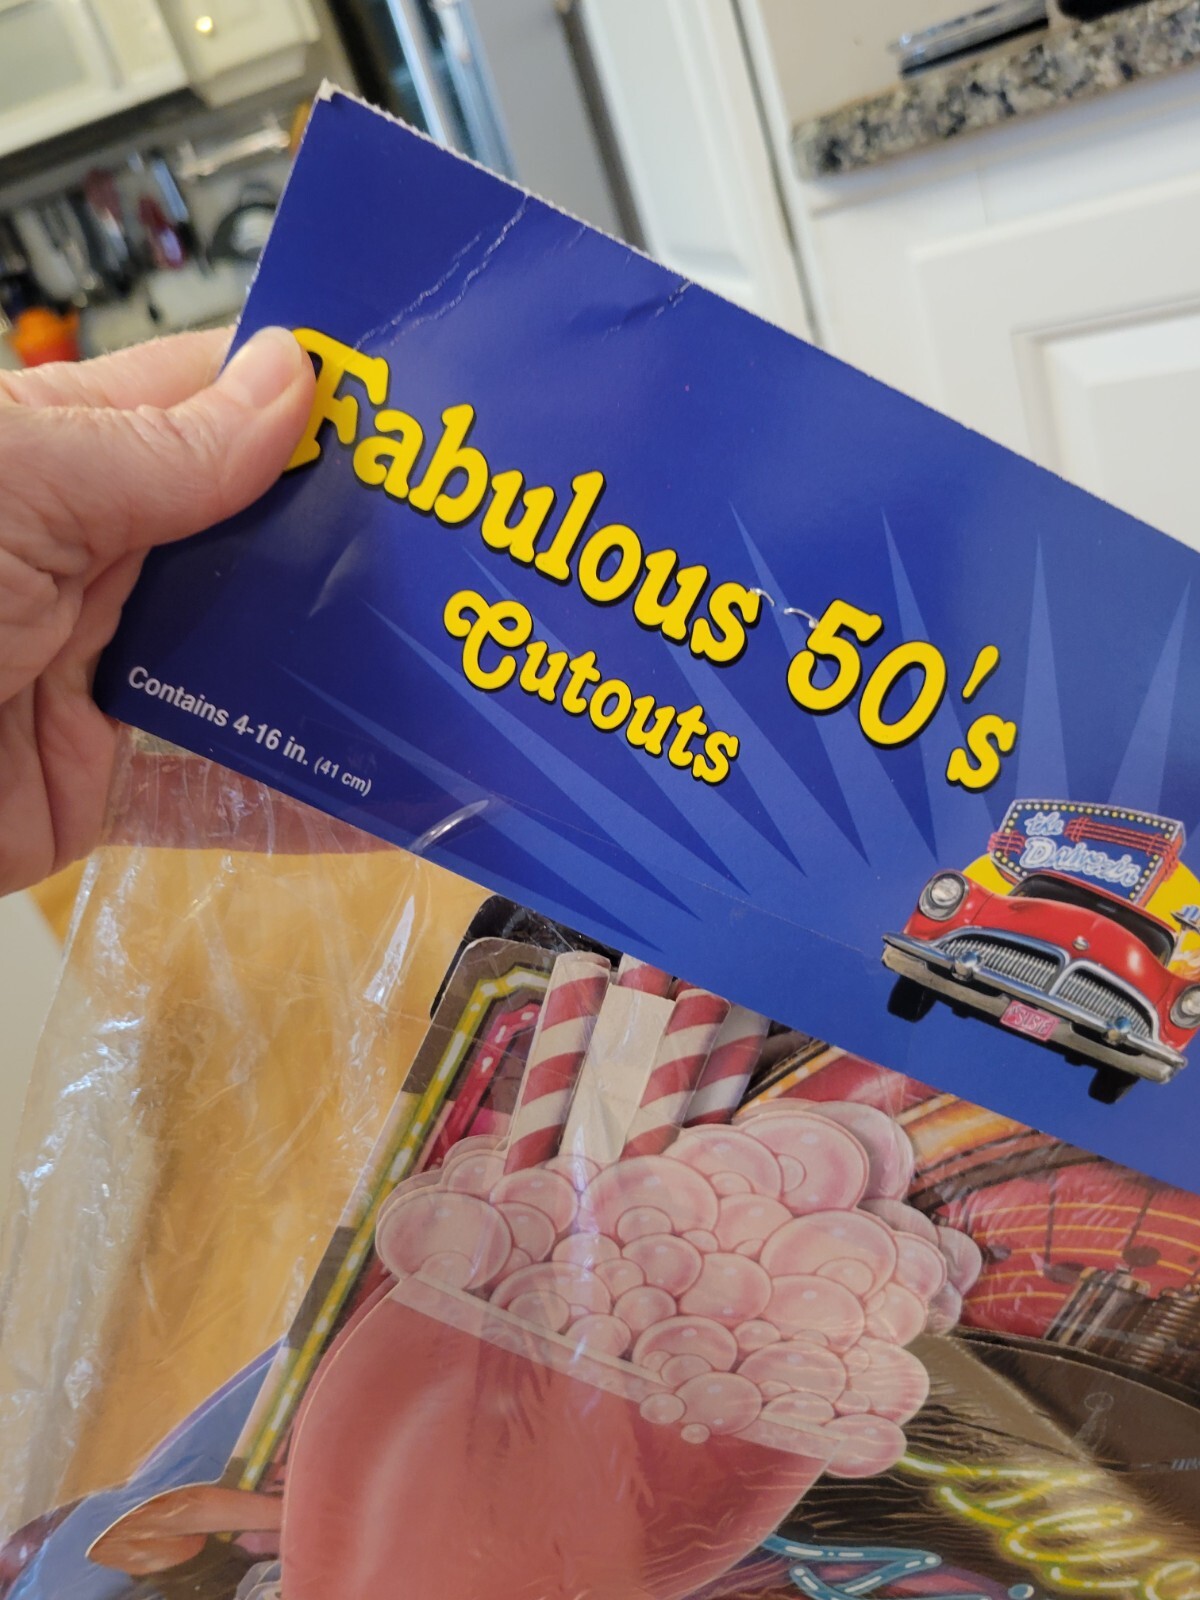 Fabulous 50's
Cutouts
Contains 4-16 in. (41 cm)
the
Drive-in